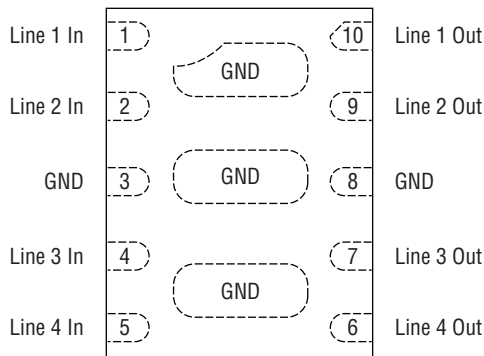 Line 1 In 1 10 Line 1 Out
GND
Line 2 In 2 9 Line 2 Out
GND 3 GND 8 GND
Line 3 In 4 7 Line 3 Out
GND
Line 4 In 5 6 Line 4 Out